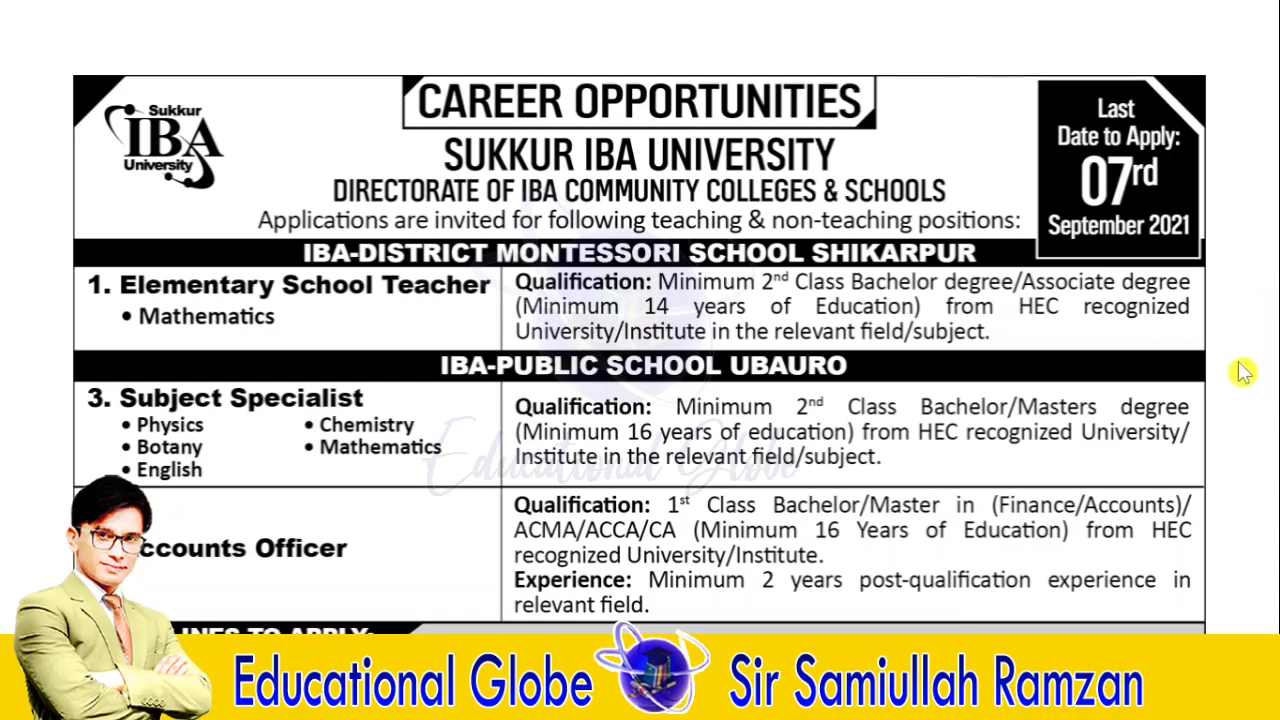 Sukkur
IBA
University
CAREER OPPORTUNITIES
SUKKUR IBA UNIVERSITY
DIRECTORATE OF IBA COMMUNITY COLLEGES & SCHOOLS
Applications are invited for following teaching & non-teaching positions:
Last
Date to Apply:
07rd
September 2021
IBA-DISTRICT MONTESSORI SCHOOL SHIKARPUR
1. Elementary School Teacher
• Mathematics
Qualification: Minimum 2nd Class Bachelor degree/Associate degree
(Minimum 14 years of Education) from HEC recognized
University/Institute in the relevant field/subject.
IBA-PUBLIC SCHOOL UBAURO
3. Subject Specialist
• Physics • Chemistry
• Botany • Mathematics
• English
Qualification: Minimum 2nd Class Bachelor/Masters degree
(Minimum 16 years of education) from HEC recognized University/
Institute in the relevant field/subject.
Educational Globe
ccounts Officer
Qualification: 1st Class Bachelor/Master in (Finance/Accounts)/
ACMA/ACCA/CA (Minimum 16 Years of Education) from HEC
recognized University/Institute.
Experience: Minimum 2 years post-qualification experience in
relevant field.
INES TO APPLY:
Educational Globe Sir Samiullah Ramzan